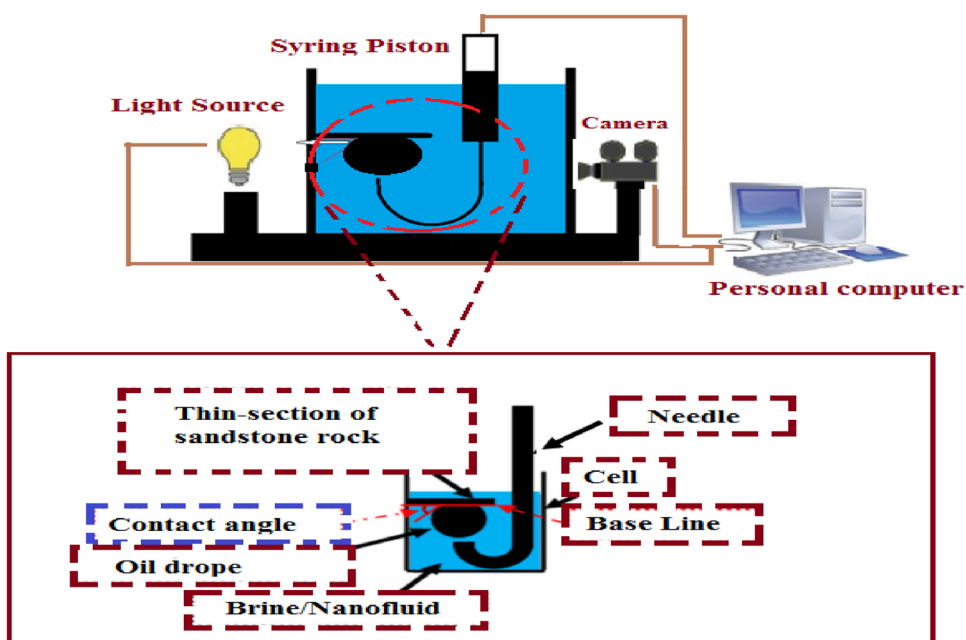 Syring Piston
Light Source
Camera
Personal computer
Thin-section of
sandstone rock
Needle
Cell
Contact angle
Base Line
Oil drope
Brine/Nanofluid